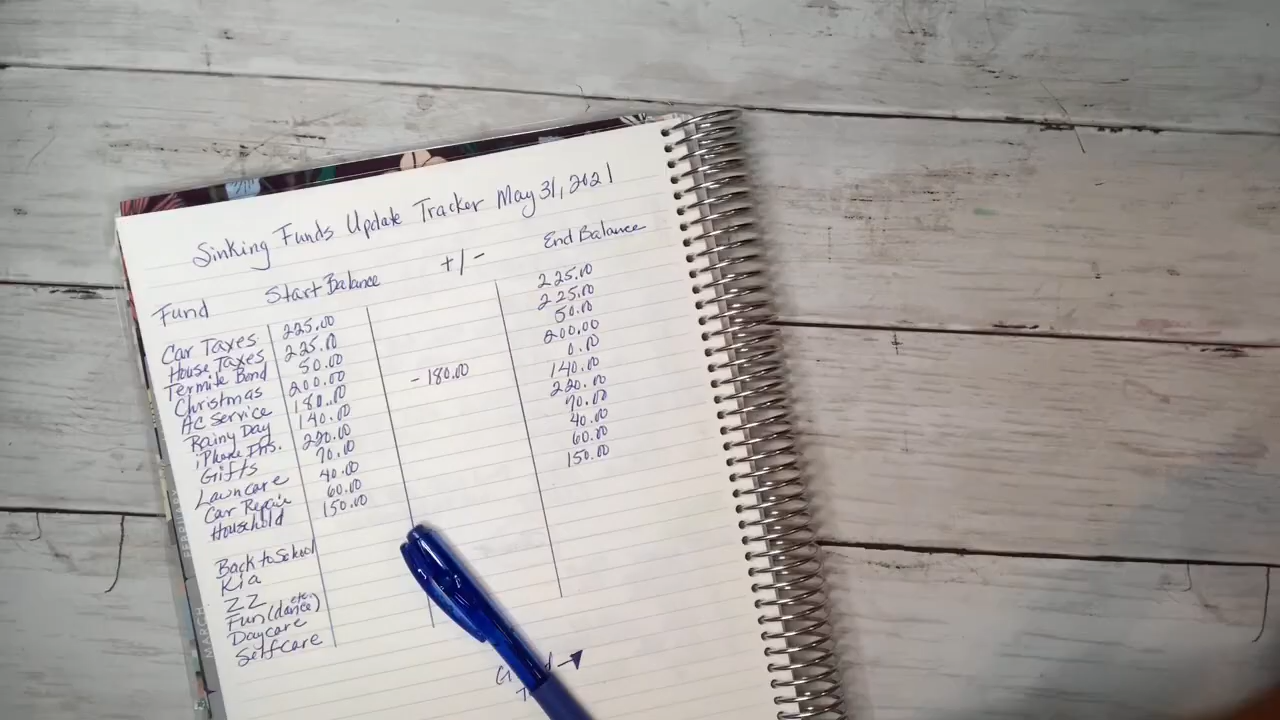 Sinking Funds Update Tracker May 31, 2021
Fund Start Balance +/- End Balance
Car Taxes 225.00 225.00
House Taxes 225.00 225.00
Termite Bond 50.00 50.00
Christmas 200.00 200.00
AC Service 180.00 - 180.00 0.00
Rainy Day 140.00 140.00
iPhone Ins. 220.00 220.00
Gifts 70.00 70.00
Lawncare 40.00 40.00
Car Repair 60.00 60.00
Household 150.00 150.00
Back to School
Kia
ZZ
Fun (dance) etc.
Daycare
Selfcare
MARCH
FEBRUARY